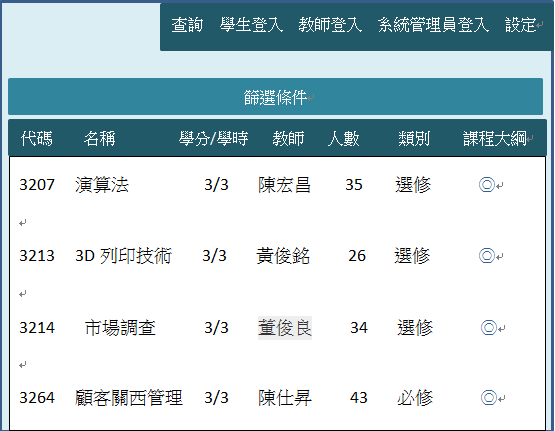 查詢 學生登入 教師登入 系統管理員登入 設定
篩選條件
代碼 名稱 學分/學時 教師 人數 類別 課程大綱
3207 演算法 3/3 陳宏昌 35 選修 ◎
3213 3D 列印技術 3/3 黃俊銘 26 選修 ◎
3214 市場調查 3/3 董俊良 34 選修 ◎
3264 顧客關西管理 3/3 陳仕昇 43 必修 ◎